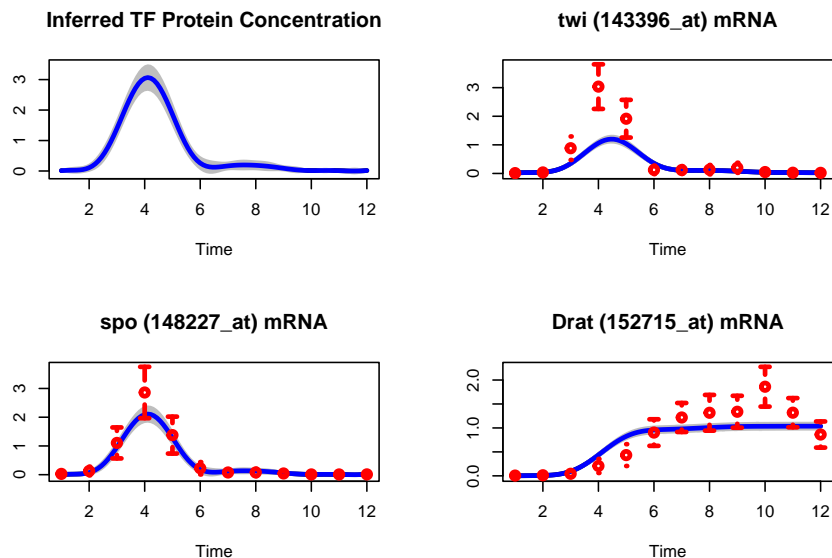 Inferred TF Protein Concentration
0 1 2 3
2 4 6 8 10 12
Time
twi (143396_at) mRNA
0 1 2 3
2 4 6 8 10 12
Time
spo (148227_at) mRNA
0 1 2 3
2 4 6 8 10 12
Time
Drat (152715_at) mRNA
0.0 1.0 2.0
2 4 6 8 10 12
Time